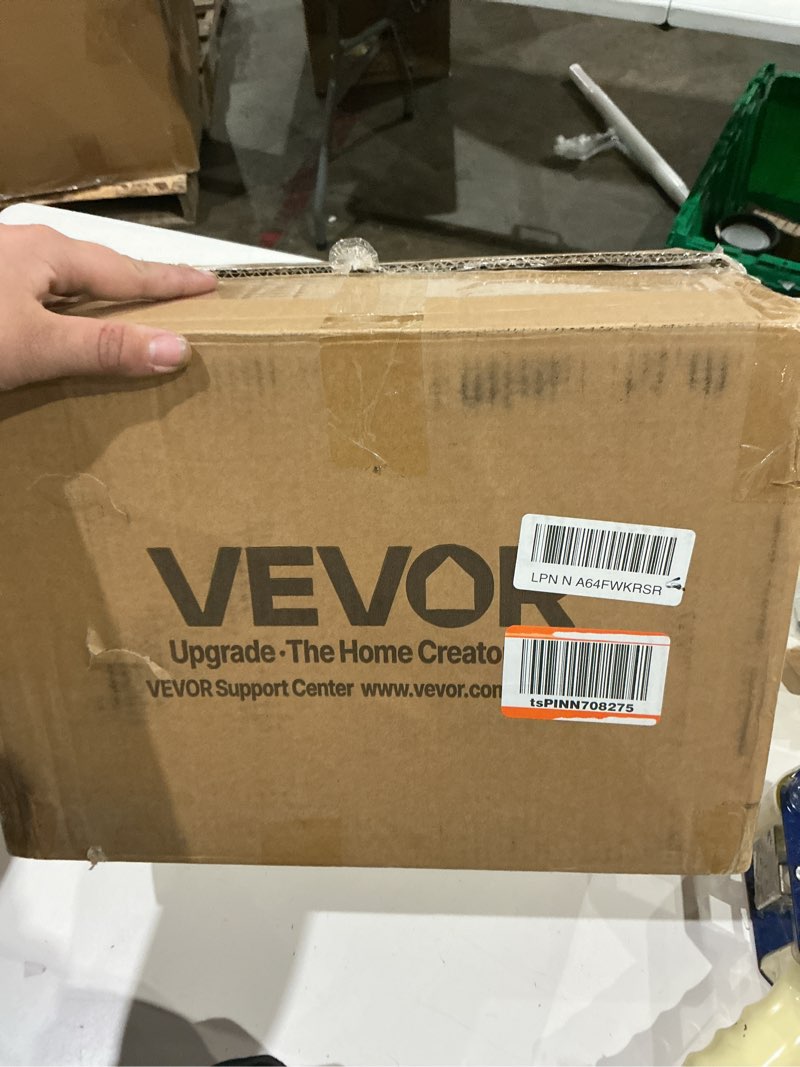 VEVOR
LPN N A64FWKRSR
Upgrade·The Home Creato
VEVOR Support Center www.vevor.com
tsPINN708275